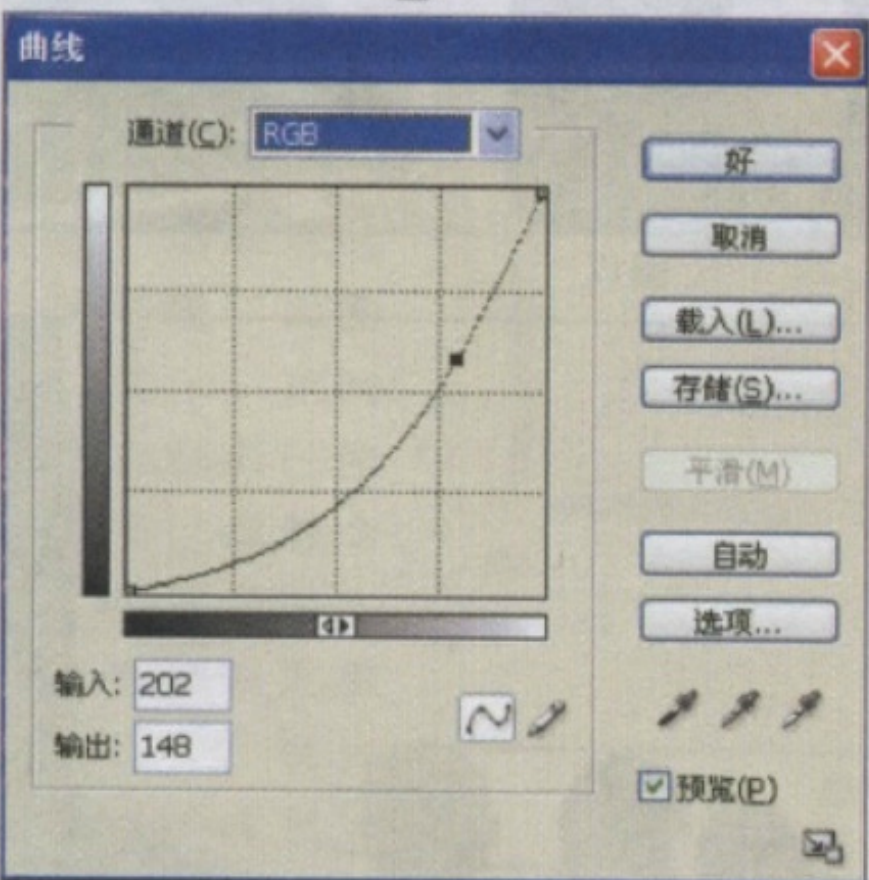 曲线
通道(C): RGB
好
取消
载入(L)...
存储(S)...
平滑(M)
自动
选项...
输入: 202
输出: 148
预览(P)